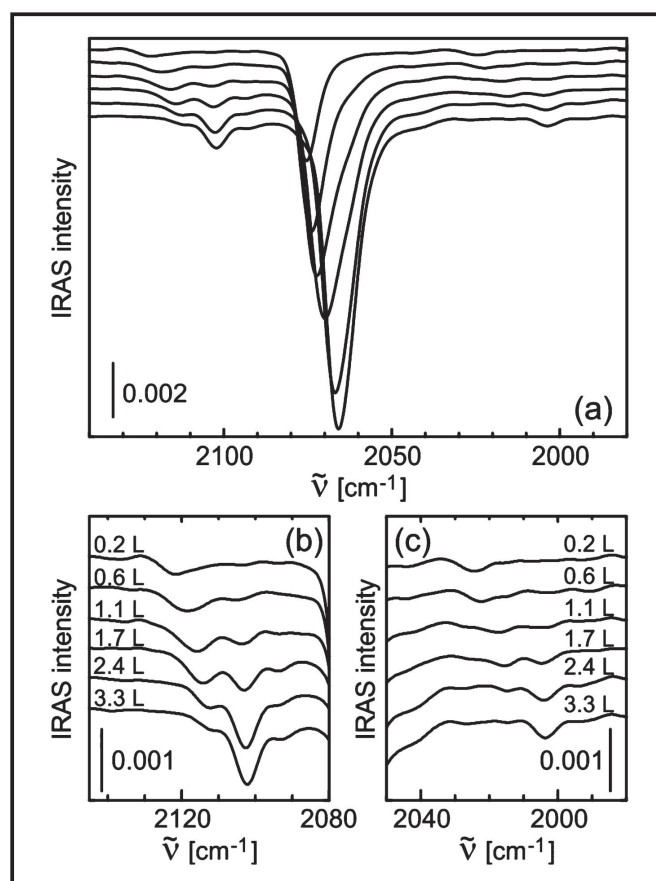 IRAS intensity
0.002
(a)
2100 2050 2000
ν̃ [cm⁻¹]
IRAS intensity
(b)
0.2 L
0.6 L
1.1 L
1.7 L
2.4 L
3.3 L
0.001
2120 2080
ν̃ [cm⁻¹]
IRAS intensity
(c)
0.2 L
0.6 L
1.1 L
1.7 L
2.4 L
3.3 L
0.001
2040 2000
ν̃ [cm⁻¹]